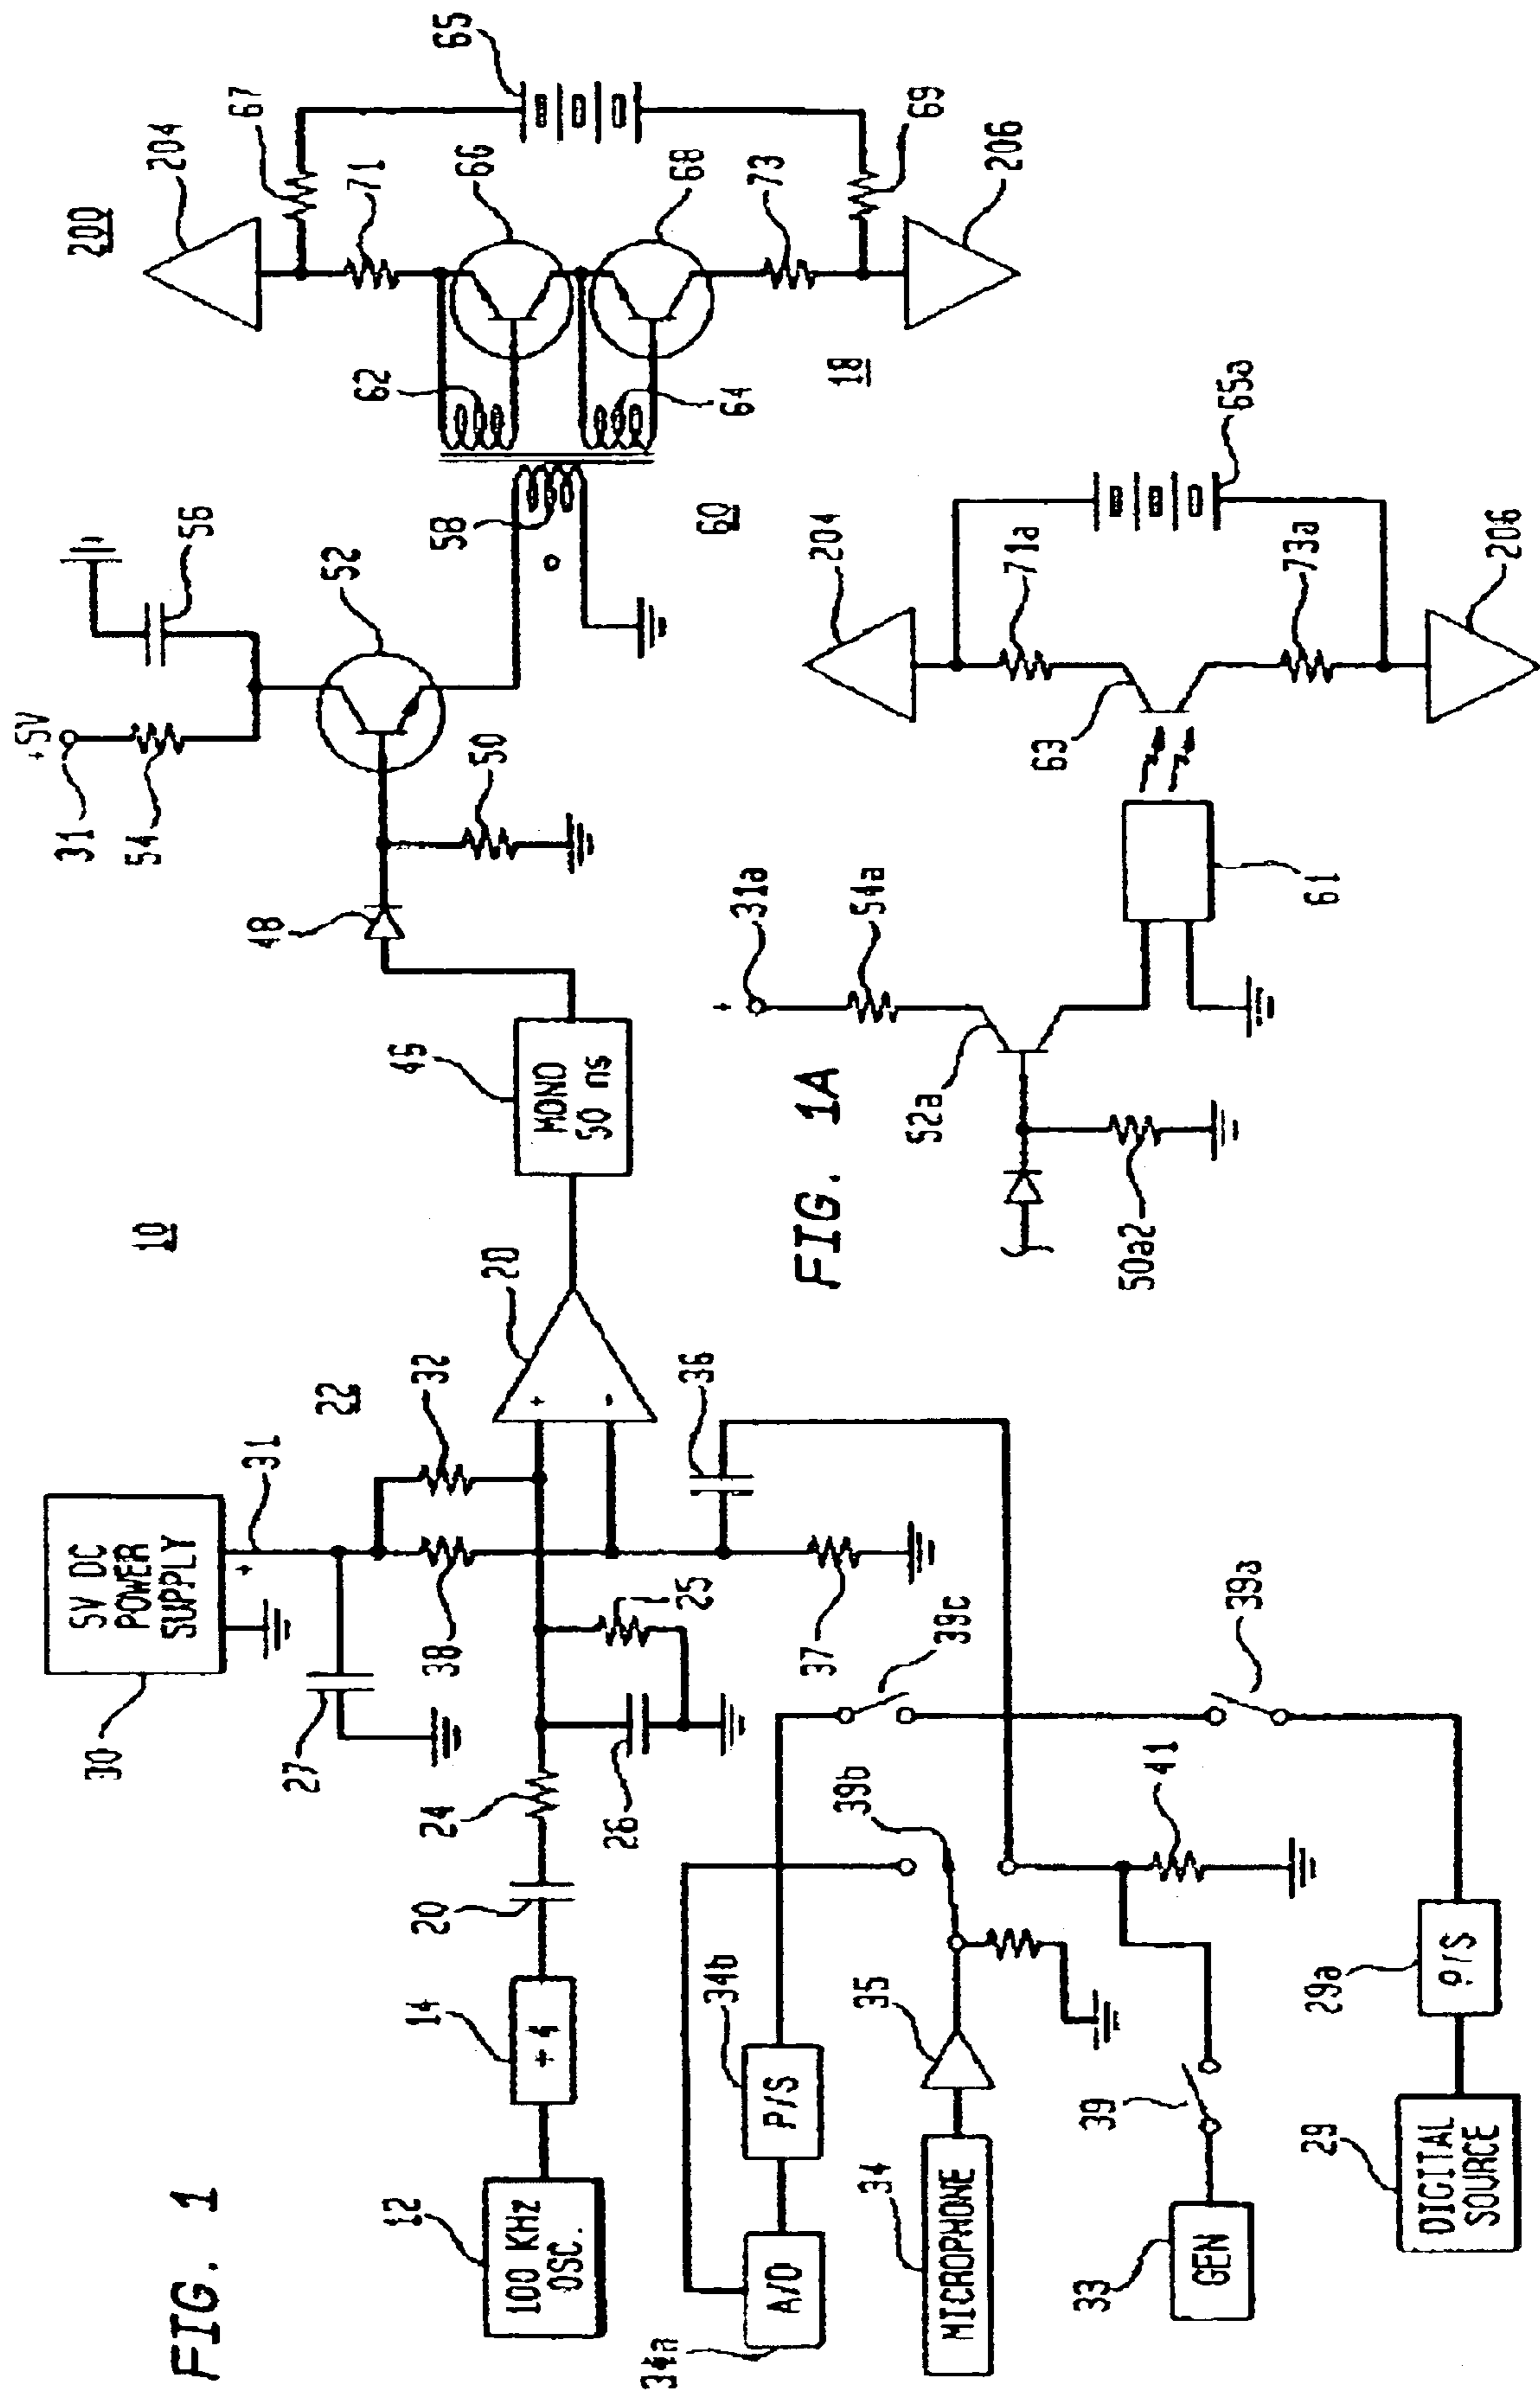 FIG. 1
10
5V DC
POWER
SUPPLY
30
31
+
27
22
38
32
12
100 KHz
OSC.
14
÷ 4
20
24
26
25
+
-
20
36
37
46
MONO
50 ns
48
50
52
+5V
31
54
56
58
60
62
64
66
68
18
200
204
206
67
71
65
73
69
34a
A/D
34b
P/S
34
MICROPHONE
35
39b
39c
39a
41
33
GEN
39
29
DIGITAL
SOURCE
29a
P/S
FIG. 1A
50a2
52a
+
31a
54a
61
63
204
71a
73a
65a
206